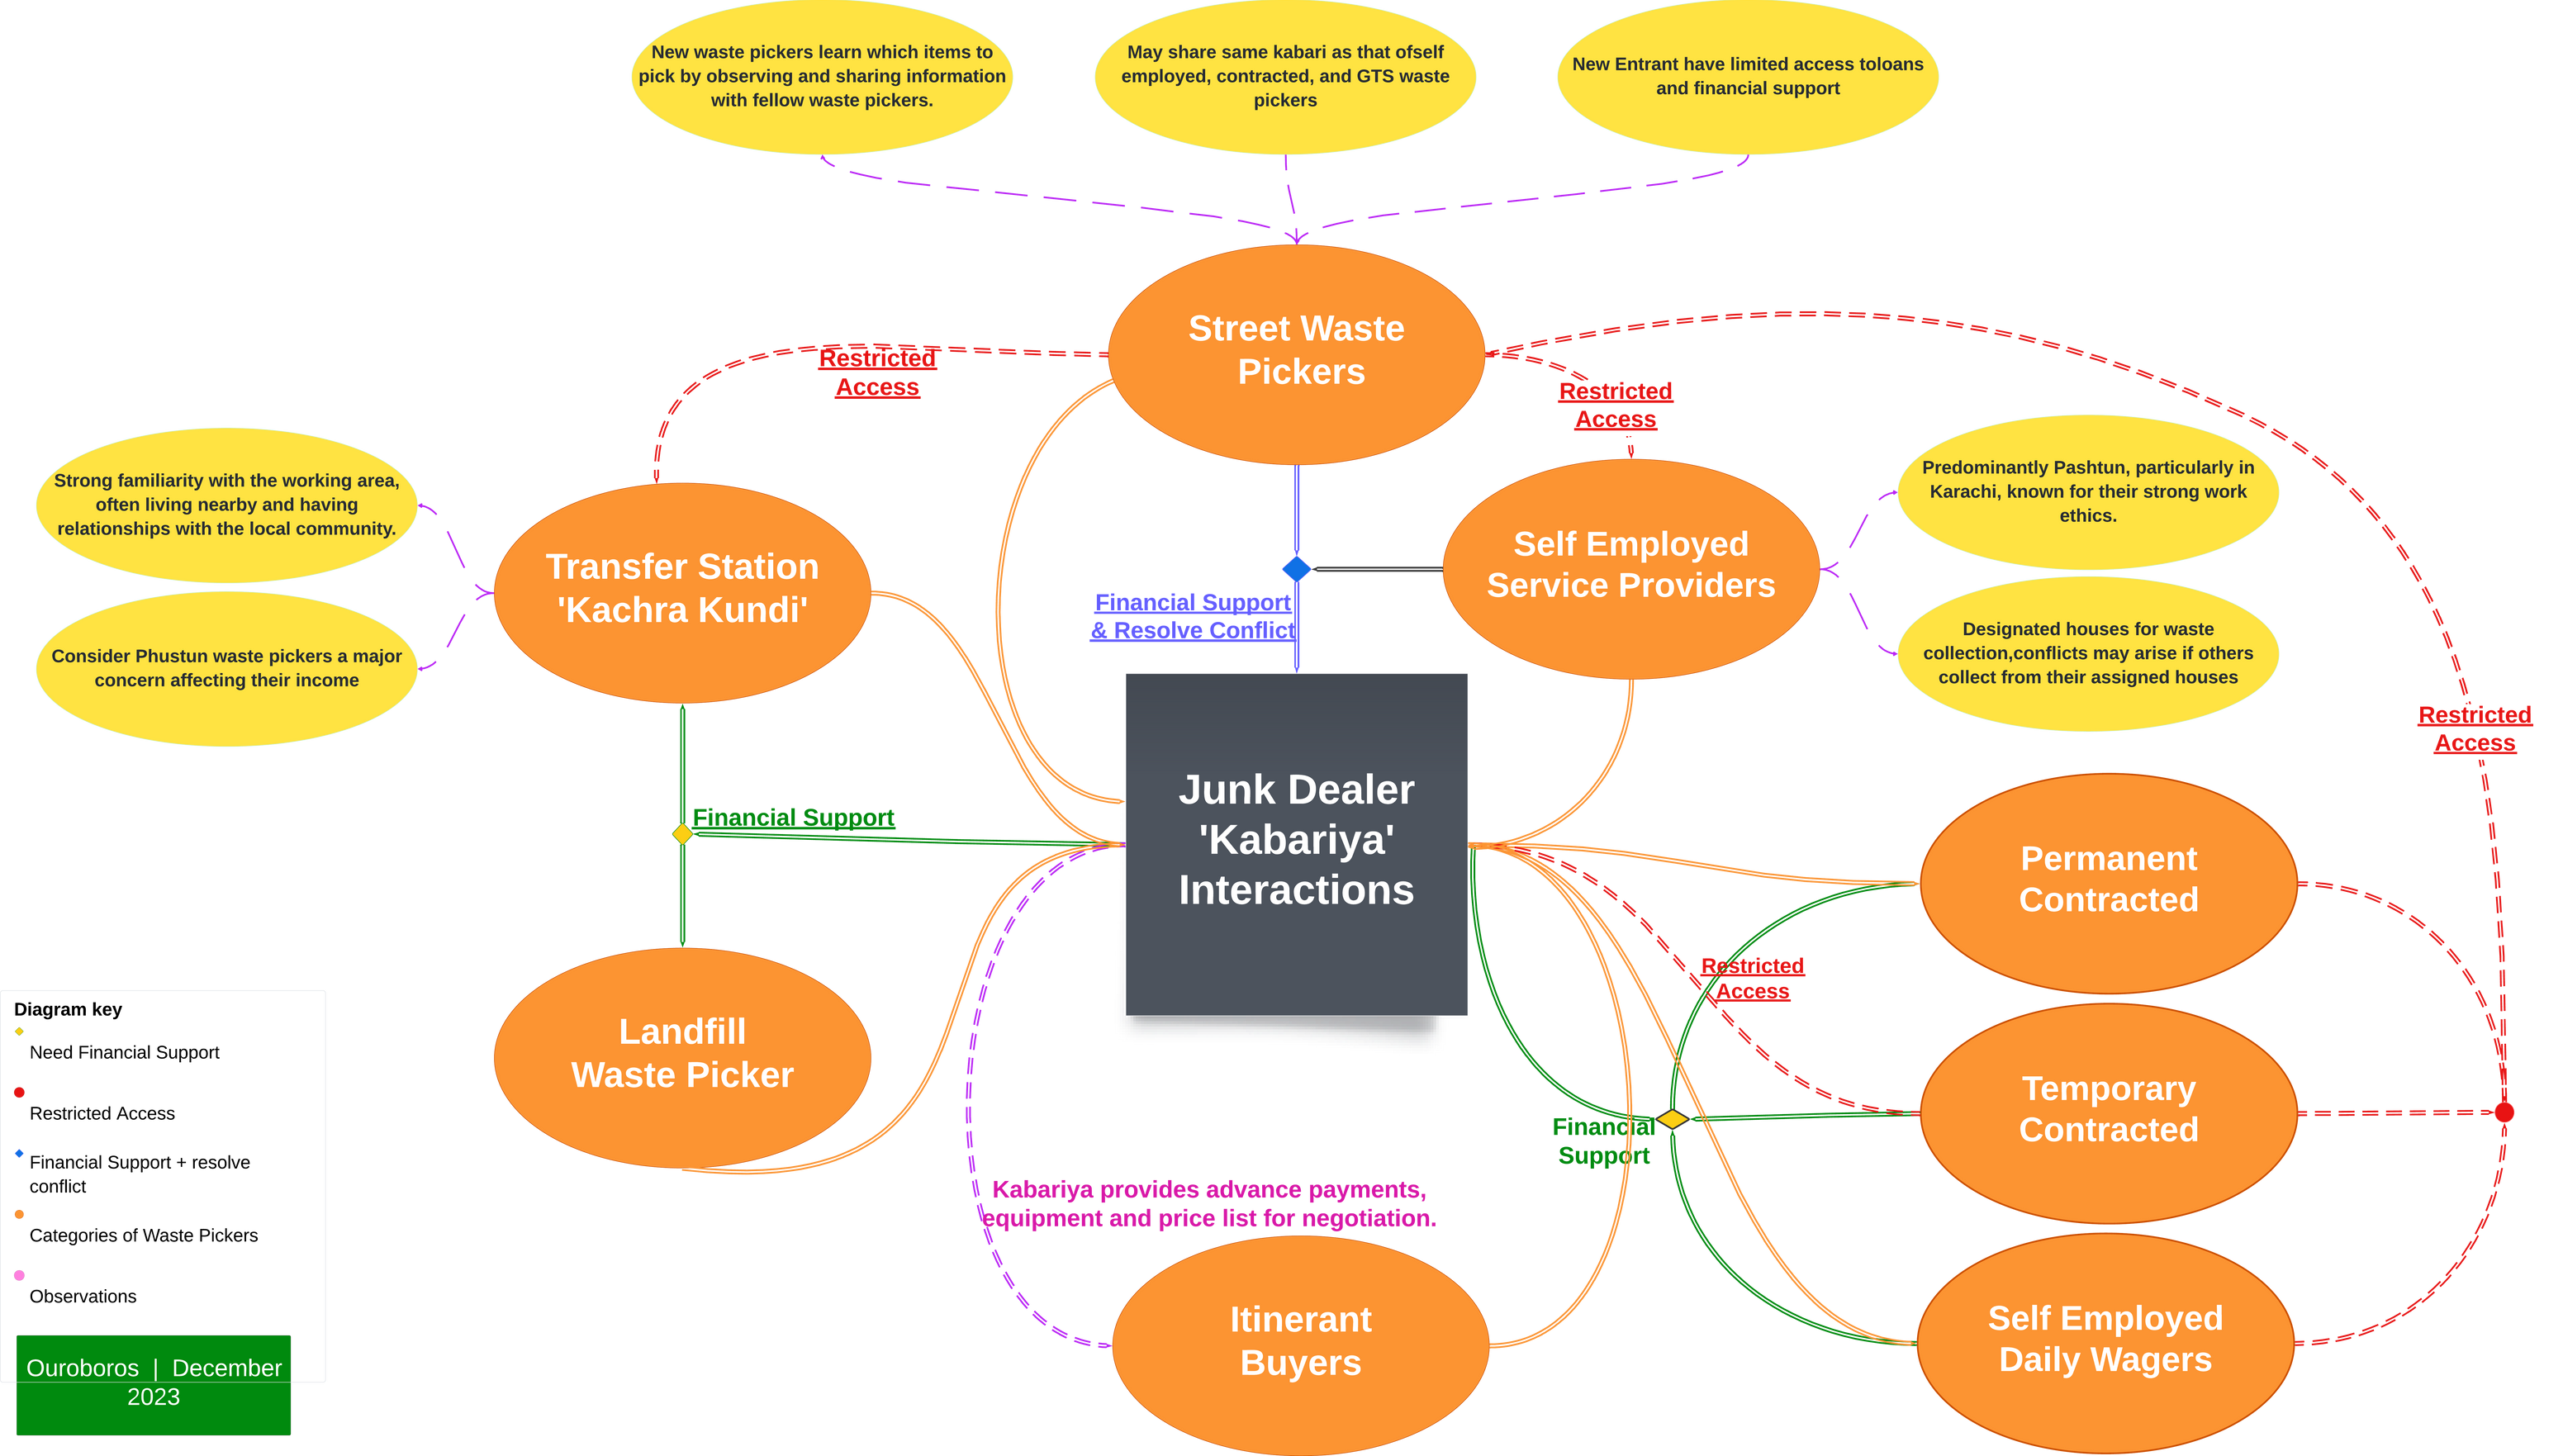 New waste pickers learn which items to
pick by observing and sharing information
with fellow waste pickers.
May share same kabari as that ofself
employed, contracted, and GTS waste
pickers
New Entrant have limited access toloans
and financial support
Street Waste
Pickers
Restricted
Access
Restricted
Access
Strong familiarity with the working area,
often living nearby and having
relationships with the local community.
Transfer Station
'Kachra Kundi'
Self Employed
Service Providers
Predominantly Pashtun, particularly in
Karachi, known for their strong work
ethics.
Financial Support
& Resolve Conflict
Consider Phustun waste pickers a major
concern affecting their income
Designated houses for waste
collection,conflicts may arise if others
collect from their assigned houses
Restricted
Access
Financial Support
Junk Dealer
'Kabariya'
Interactions
Permanent
Contracted
Restricted
Access
Landfill
Waste Picker
Temporary
Contracted
Financial
Support
Kabariya provides advance payments,
equipment and price list for negotiation.
Itinerant
Buyers
Self Employed
Daily Wagers
Diagram key
Need Financial Support
Restricted Access
Financial Support + resolve
conflict
Categories of Waste Pickers
Observations
Ouroboros | December
2023